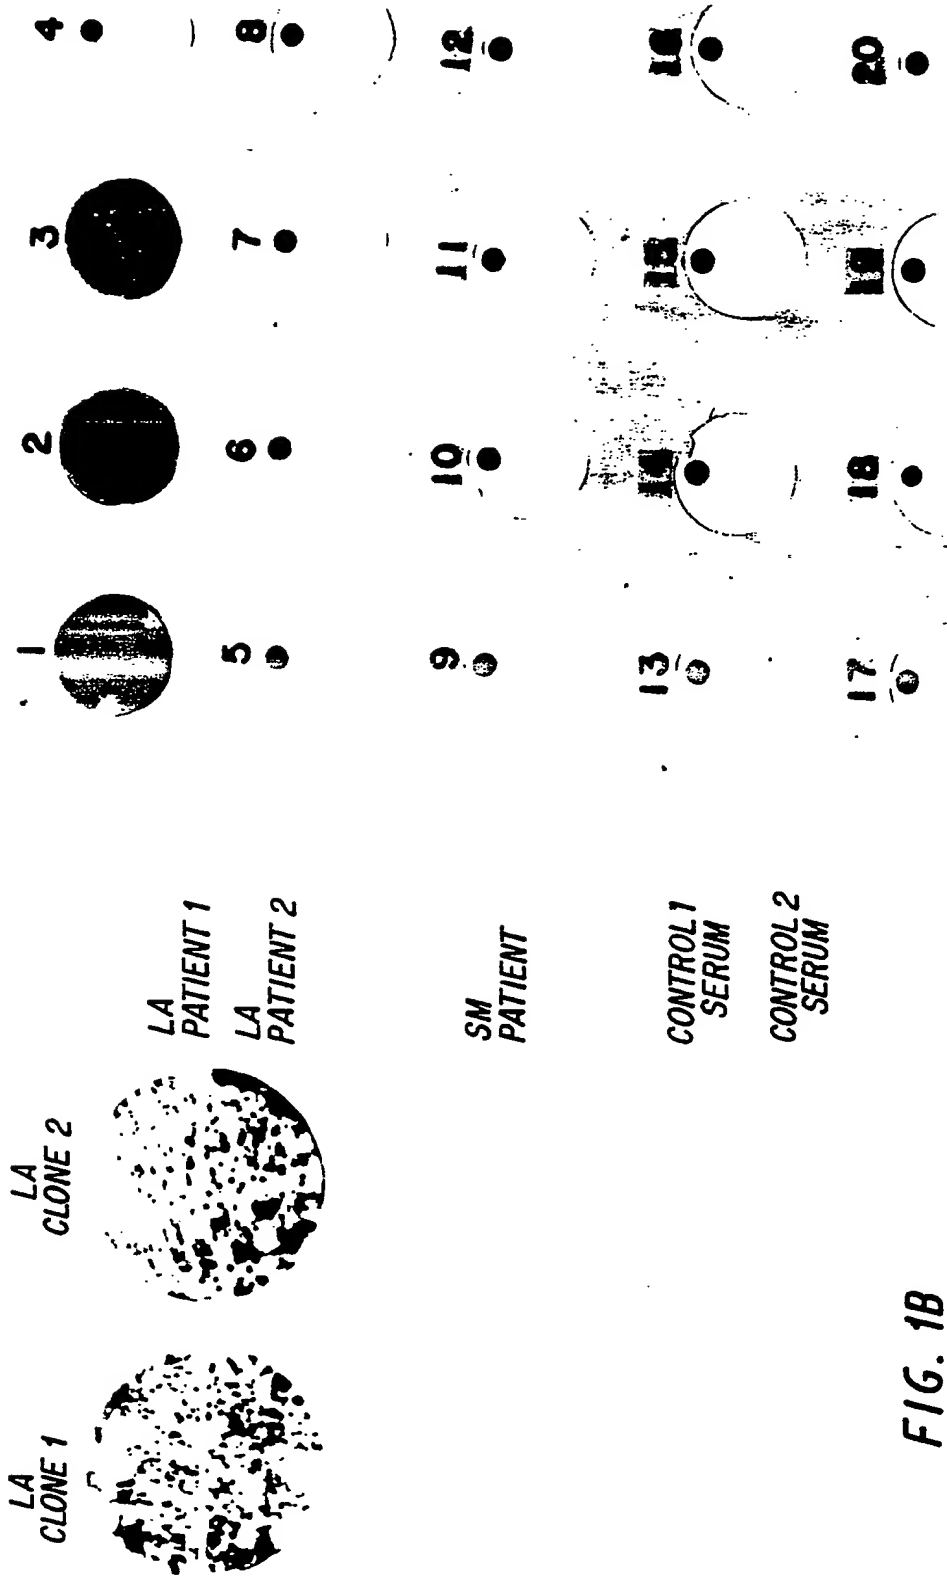 LA
CLONE 1
LA
CLONE 2
1 2 3 4
LA
PATIENT 1
LA
PATIENT 2
5 6 7 8
SM
PATIENT
9 10 11 12
CONTROL 1
SERUM
13 16
CONTROL 2
SERUM
17 18 20
FIG. 1B